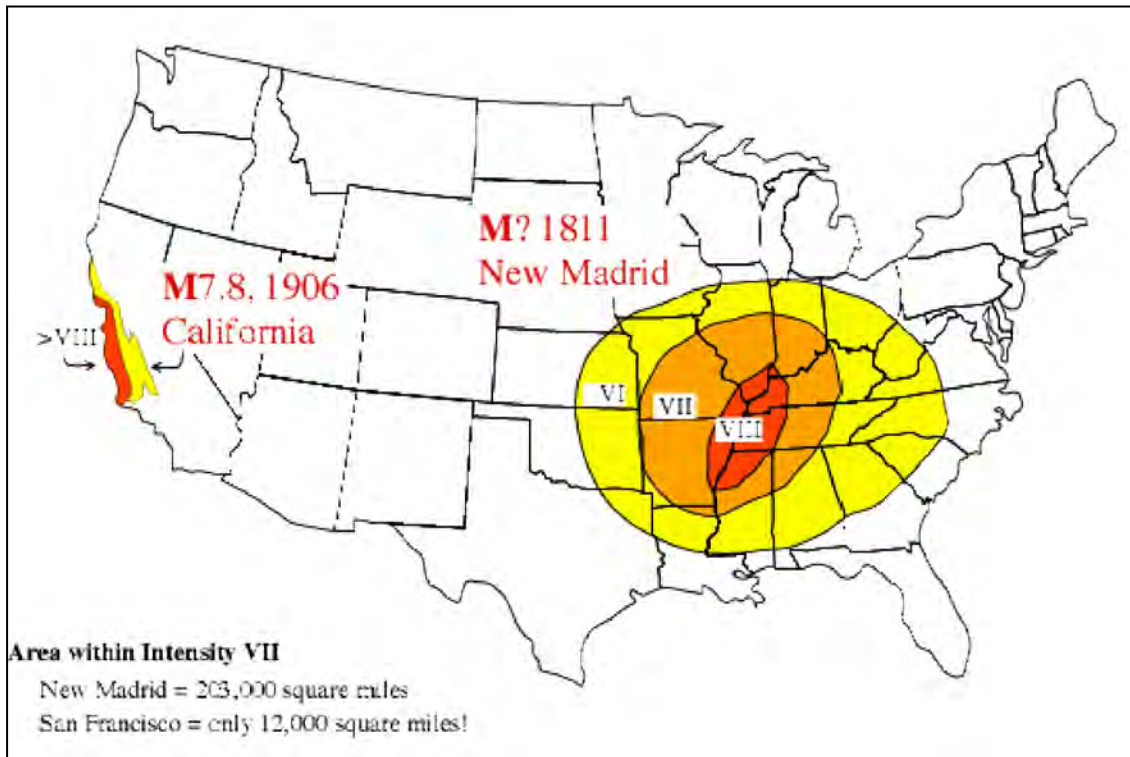 M? 1811
New Madrid
M7.8, 1906
California
>VIII
VI
VII
VIII
Area within Intensity VII
New Madrid = 203,000 square miles
San Francisco = only 12,000 square miles!